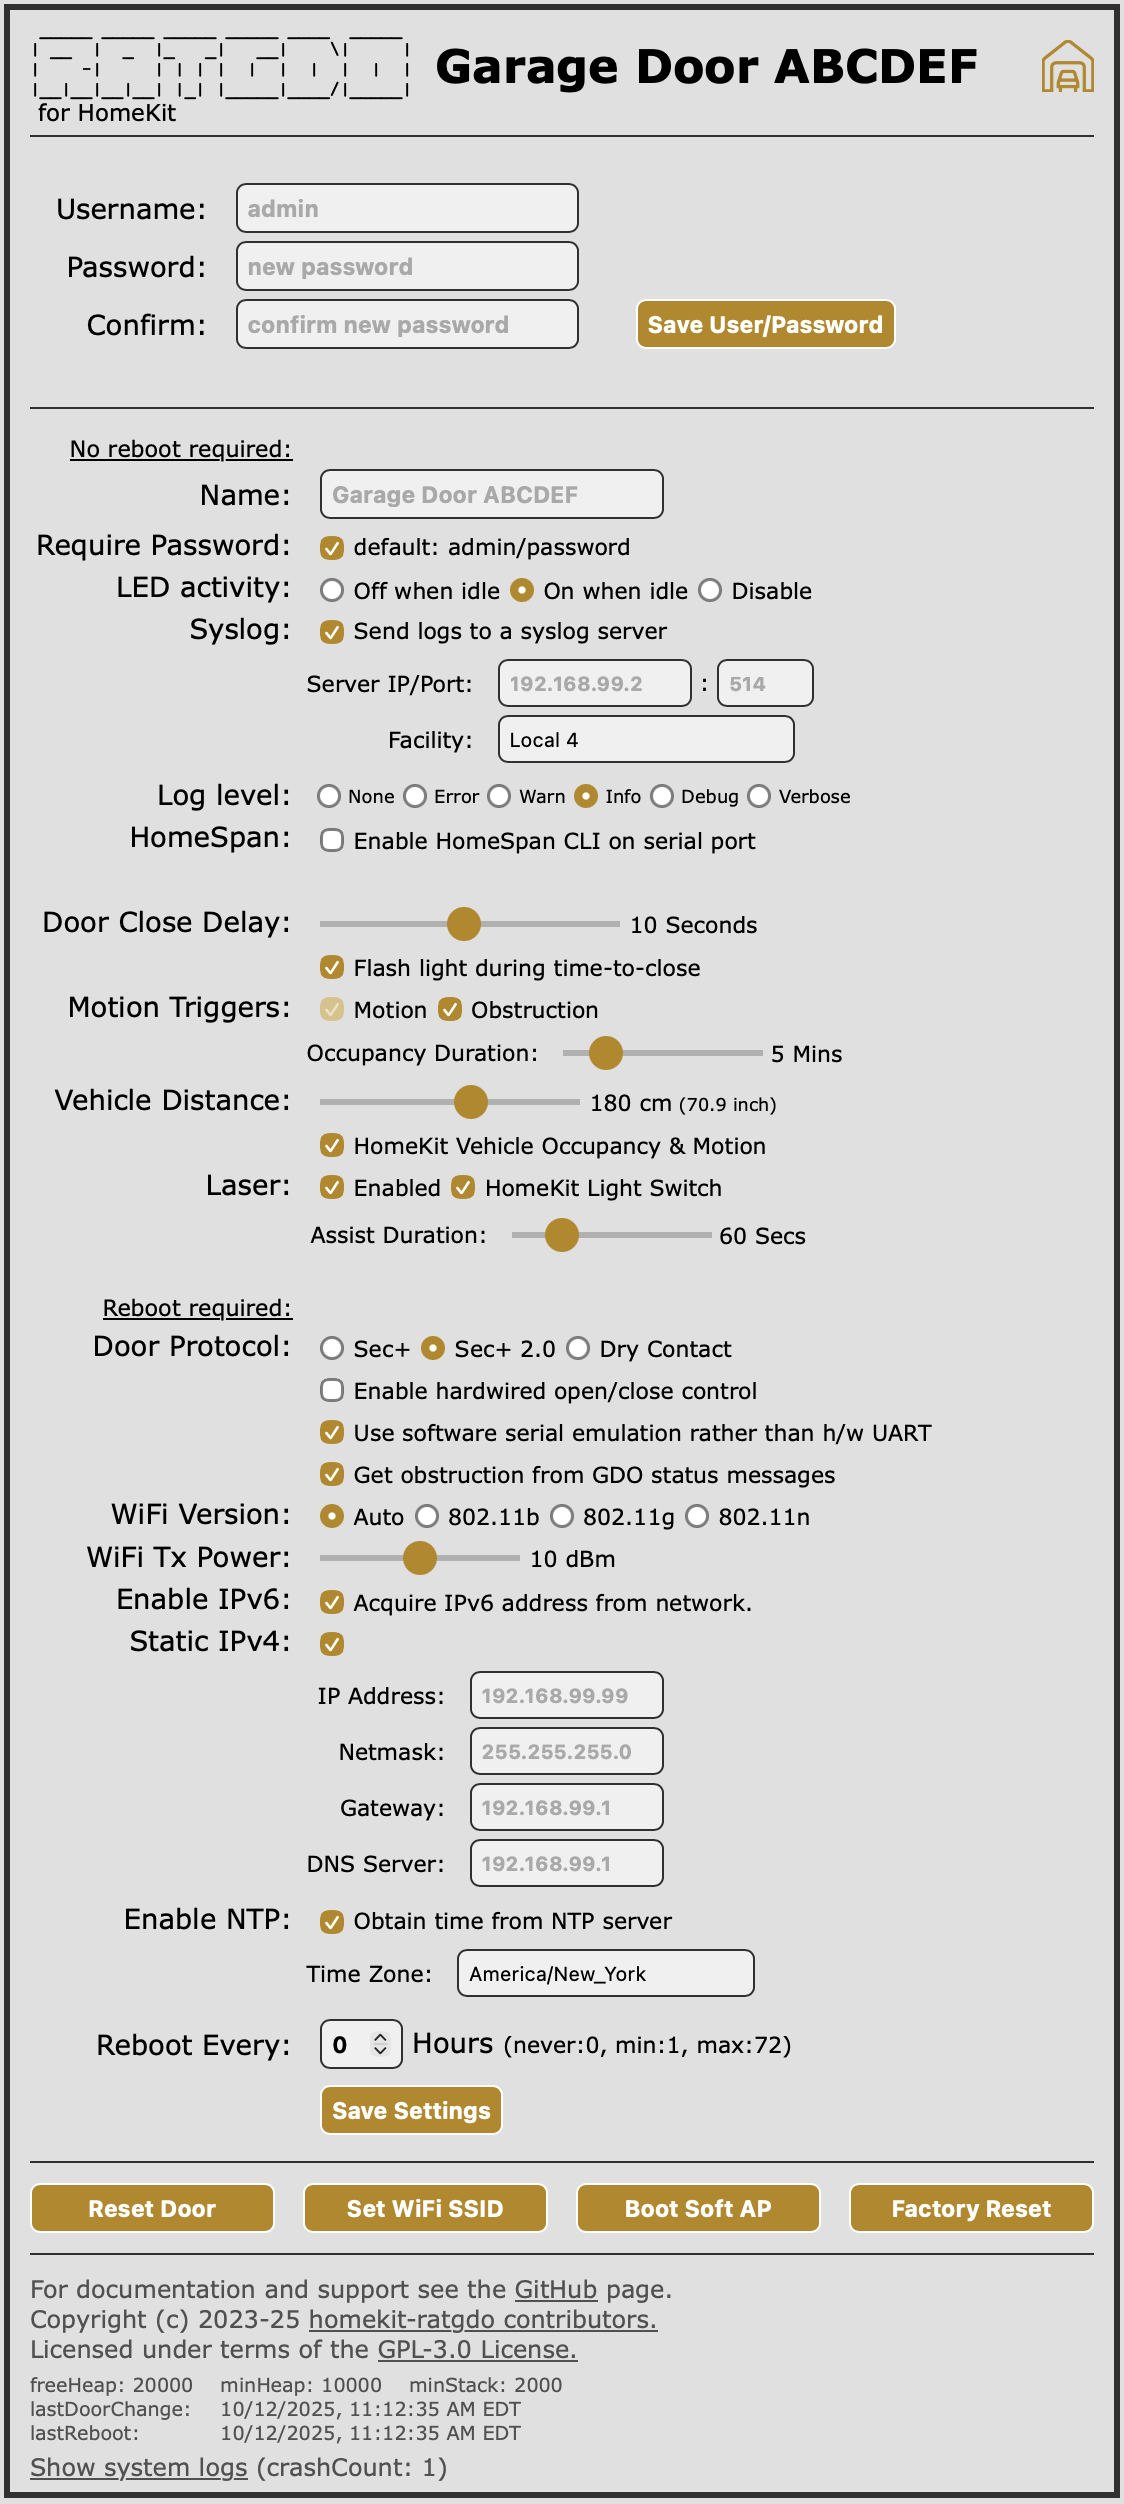 RATGDO
Garage Door ABCDEF
for HomeKit
Username: admin
Password: new password
Confirm: confirm new password Save User/Password
No reboot required:
Name: Garage Door ABCDEF
Require Password: default: admin/password
LED activity: Off when idle On when idle Disable
Syslog: Send logs to a syslog server
Server IP/Port: 192.168.99.2 : 514
Facility: Local 4
Log level: None Error Warn Info Debug Verbose
HomeSpan: Enable HomeSpan CLI on serial port
Door Close Delay: 10 Seconds
Flash light during time-to-close
Motion Triggers: Motion Obstruction
Occupancy Duration: 5 Mins
Vehicle Distance: 180 cm (70.9 inch)
HomeKit Vehicle Occupancy & Motion
Laser: Enabled HomeKit Light Switch
Assist Duration: 60 Secs
Reboot required:
Door Protocol: Sec+ Sec+ 2.0 Dry Contact
Enable hardwired open/close control
Use software serial emulation rather than h/w UART
Get obstruction from GDO status messages
WiFi Version: Auto 802.11b 802.11g 802.11n
WiFi Tx Power: 10 dBm
Enable IPv6: Acquire IPv6 address from network.
Static IPv4:
IP Address: 192.168.99.99
Netmask: 255.255.255.0
Gateway: 192.168.99.1
DNS Server: 192.168.99.1
Enable NTP: Obtain time from NTP server
Time Zone: America/New_York
Reboot Every: 0 Hours (never:0, min:1, max:72)
Save Settings
Reset Door Set WiFi SSID Boot Soft AP Factory Reset
For documentation and support see the GitHub page.
Copyright (c) 2023-25 homekit-ratgdo contributors.
Licensed under terms of the GPL-3.0 License.
freeHeap: 20000 minHeap: 10000 minStack: 2000
lastDoorChange: 10/12/2025, 11:12:35 AM EDT
lastReboot: 10/12/2025, 11:12:35 AM EDT
Show system logs (crashCount: 1)